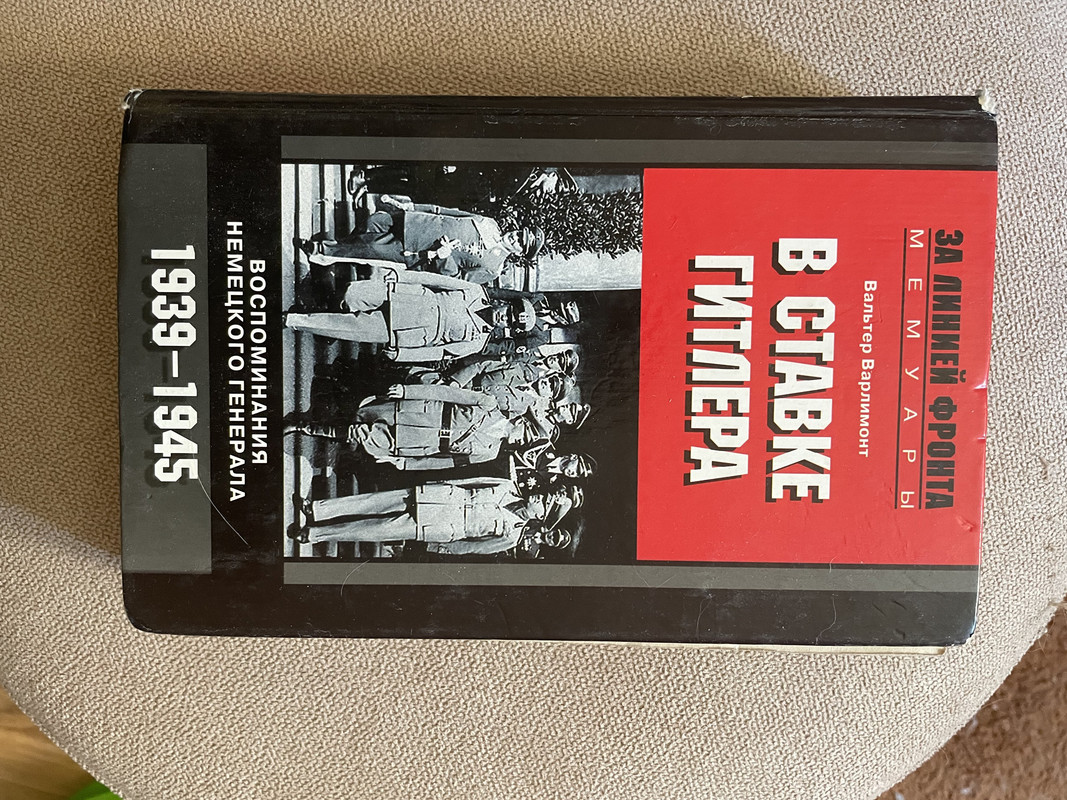 ЗА ЛИНИЕЙ ФРОНТА
МЕМУАРЫ
Вальтер Варлимонт
В СТАВКЕ
ГИТЛЕРА
ВОСПОМИНАНИЯ
НЕМЕЦКОГО ГЕНЕРАЛА
1939–1945